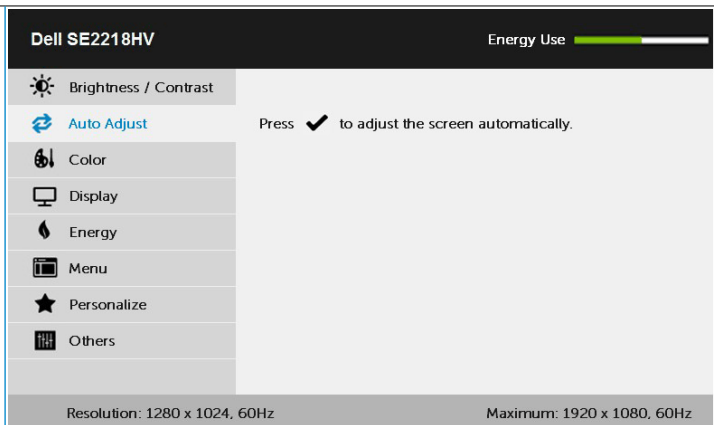 Dell SE2218HV Energy Use
Brightness / Contrast
Auto Adjust Press ✔ to adjust the screen automatically.
Color
Display
Energy
Menu
Personalize
Others
Resolution: 1280 x 1024, 60Hz Maximum: 1920 x 1080, 60Hz